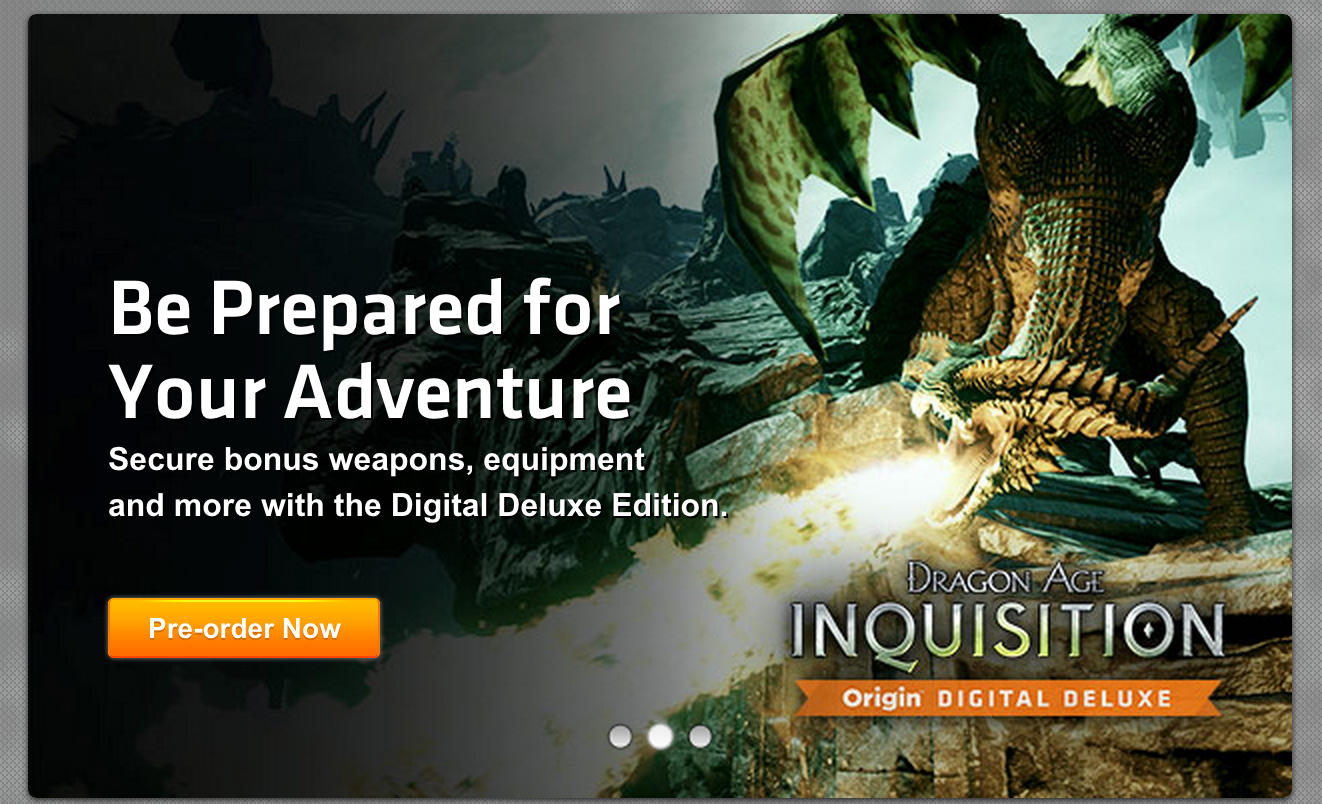 Be Prepared for
Your Adventure
Secure bonus weapons, equipment
and more with the Digital Deluxe Edition.
Pre-order Now
DRAGON AGE
INQUISITION
Origin DIGITAL DELUXE